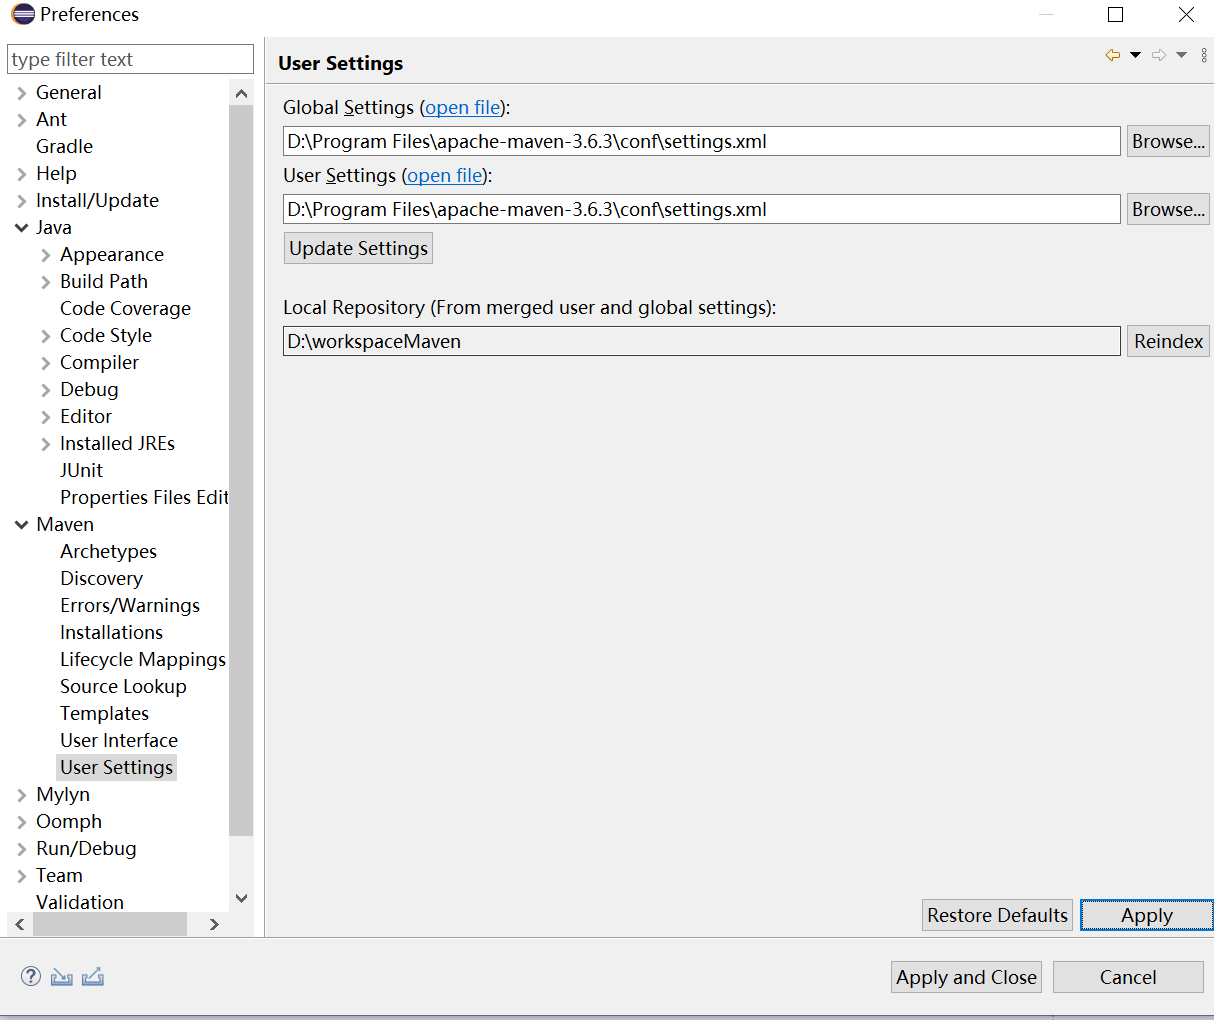 Preferences
type filter text
General
Ant
Gradle
Help
Install/Update
Java
Appearance
Build Path
Code Coverage
Code Style
Compiler
Debug
Editor
Installed JREs
JUnit
Properties Files Edit
Maven
Archetypes
Discovery
Errors/Warnings
Installations
Lifecycle Mappings
Source Lookup
Templates
User Interface
User Settings
Mylyn
Oomph
Run/Debug
Team
Validation
User Settings
Global Settings (open file):
D:\Program Files\apache-maven-3.6.3\conf\settings.xml Browse...
User Settings (open file):
D:\Program Files\apache-maven-3.6.3\conf\settings.xml Browse...
Update Settings
Local Repository (From merged user and global settings):
D:\workspaceMaven Reindex
Restore Defaults Apply
? Apply and Close Cancel